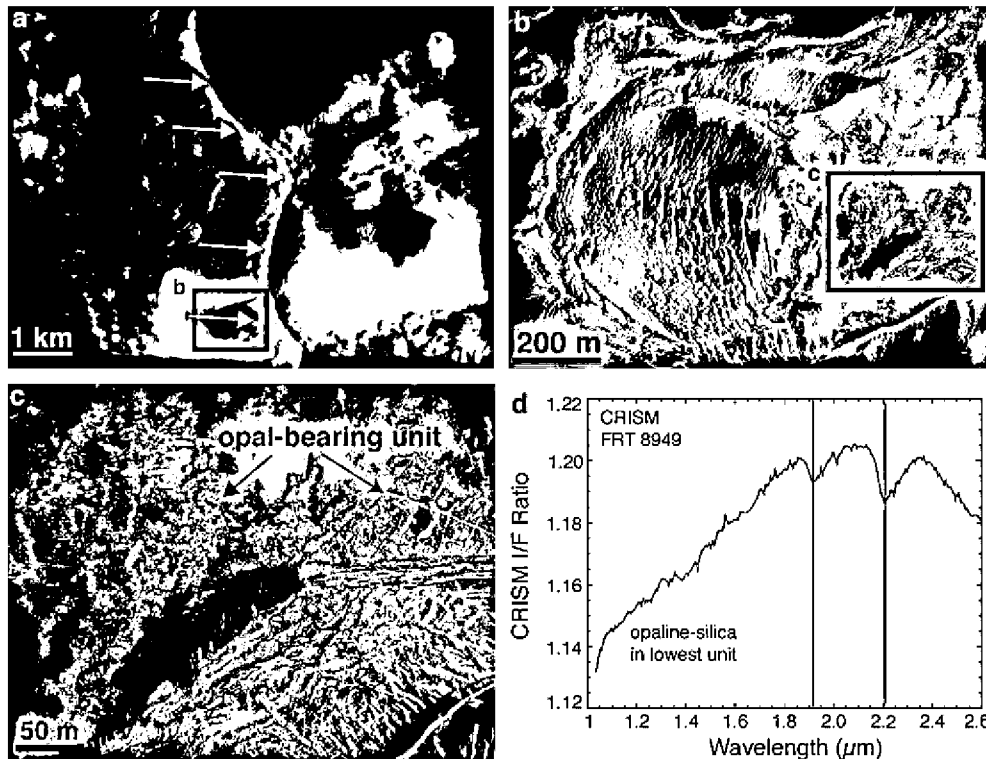 a
b
1 km
b
c
200 m
c
opal-bearing unit
50 m
d
CRISM I/F Ratio
1.22
1.20
1.18
1.16
1.14
1.12
CRISM
FRT 8949
opaline-silica
in lowest unit
1 1.2 1.4 1.6 1.8 2.0 2.2 2.4 2.6
Wavelength (µm)